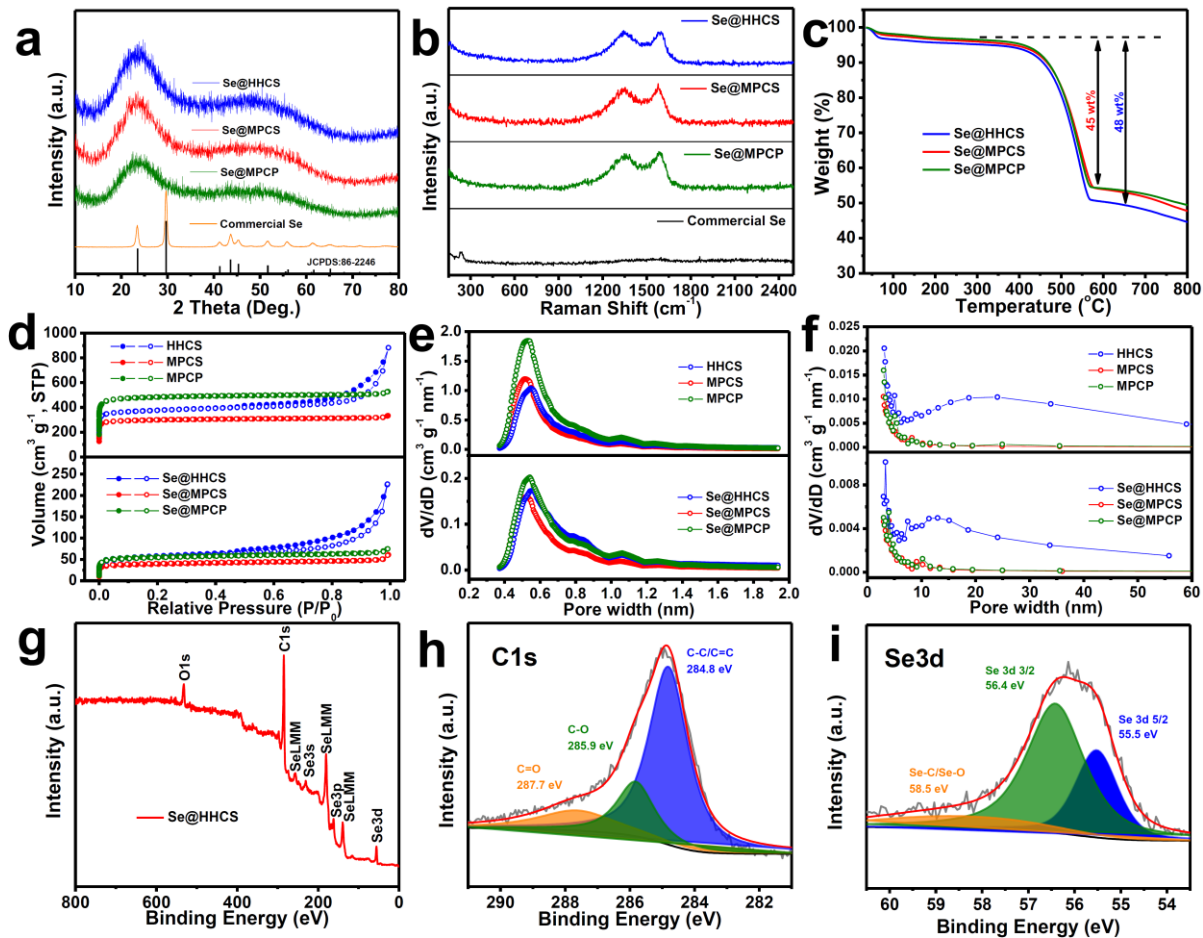 a
Se@HHCS
Se@MPCS
Se@MPCP
Commercial Se
JCPDS:86-2246
Intensity (a.u.)
10 20 30 40 50 60 70 80
2 Theta (Deg.)
b
Se@HHCS
Se@MPCS
Se@MPCP
Commercial Se
Intensity (a.u.)
300 600 900 1200 1500 1800 2100 2400
Raman Shift (cm-1)
c
100
90
80
70
60
50
40
30
Weight (%)
45 wt%
48 wt%
Se@HHCS
Se@MPCS
Se@MPCP
100 200 300 400 500 600 700 800
Temperature (oC)
d
1000
800
600
400
200
0
HHCS
MPCS
MPCP
250
200
150
100
50
0
Se@HHCS
Se@MPCS
Se@MPCP
Volume (cm3 g-1, STP)
0.0 0.2 0.4 0.6 0.8 1.0
Relative Pressure (P/P0)
e
2.0
1.5
1.0
0.5
0.0
HHCS
MPCS
MPCP
0.2
0.1
0.0
Se@HHCS
Se@MPCS
Se@MPCP
dV/dD (cm3 g-1 nm-1)
0.2 0.4 0.6 0.8 1.0 1.2 1.4 1.6 1.8 2.0
Pore width (nm)
f
0.025
0.020
0.015
0.010
0.005
0.000
HHCS
MPCS
MPCP
0.008
0.004
0.000
Se@HHCS
Se@MPCS
Se@MPCP
dV/dD (cm3 g-1 nm-1)
0 10 20 30 40 50 60
Pore width (nm)
g
O1s
C1s
SeLMM
Se3s
SeLMM
Se3p
SeLMM
Se3d
Se@HHCS
Intensity (a.u.)
800 600 400 200 0
Binding Energy (eV)
h
C1s
C-C/C=C
284.8 eV
C-O
285.9 eV
C=O
287.7 eV
Intensity (a.u.)
290 288 286 284 282
Binding Energy (eV)
i
Se3d
Se 3d 3/2
56.4 eV
Se 3d 5/2
55.5 eV
Se-C/Se-O
58.5 eV
Intensity (a.u.)
60 59 58 57 56 55 54
Binding Energy (eV)